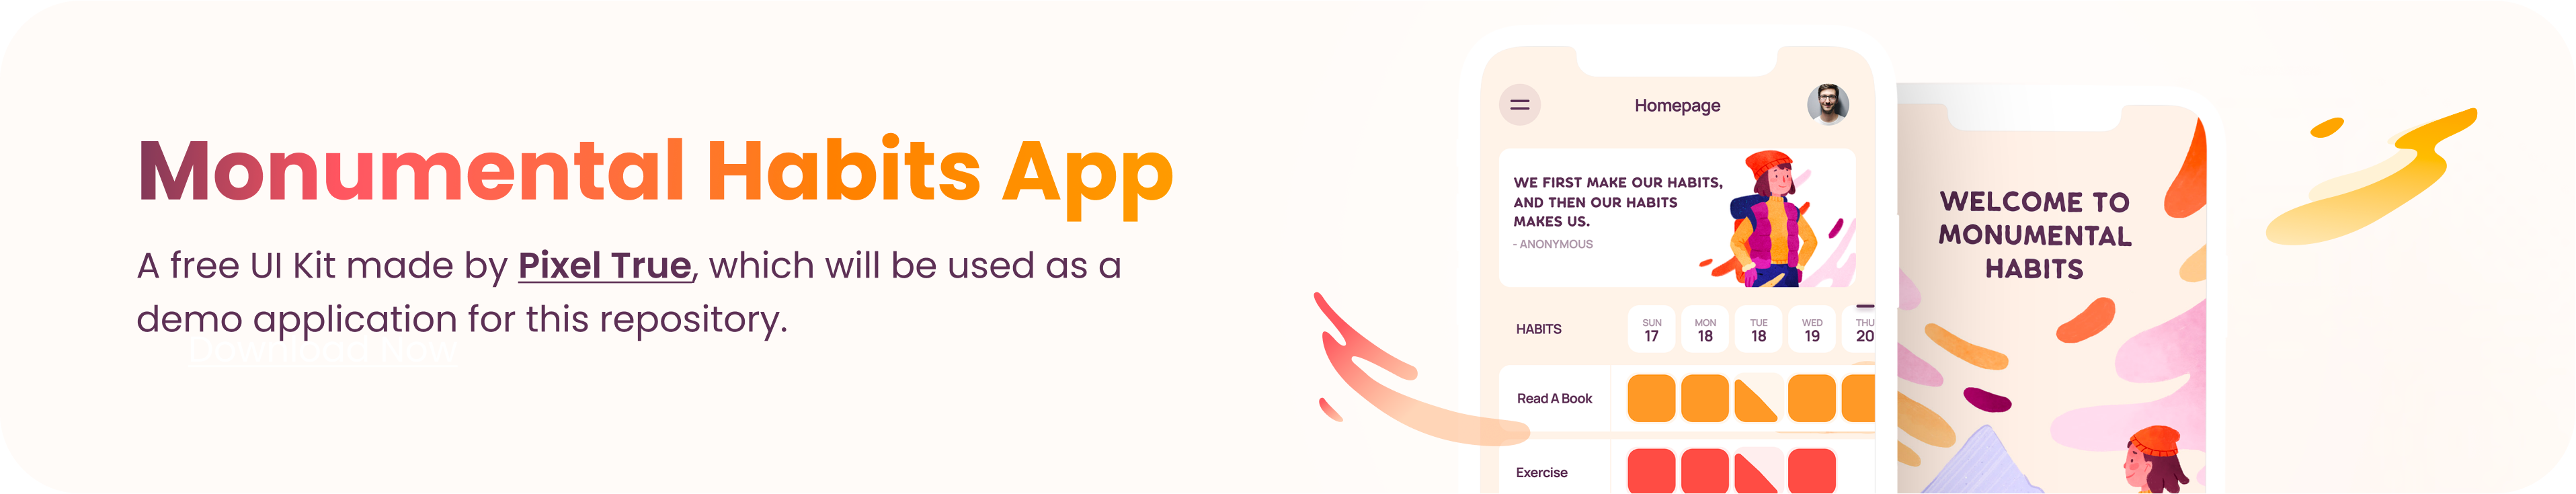 Monumental Habits App
A free UI Kit made by Pixel True, which will be used as a
demo application for this repository.
Download Now
Homepage
WE FIRST MAKE OUR HABITS,
AND THEN OUR HABITS
MAKES US.
- ANONYMOUS
HABITS
SUN MON TUE WED THU
17 18 18 19 20
Read A Book
Exercise
WELCOME TO
MONUMENTAL
HABITS